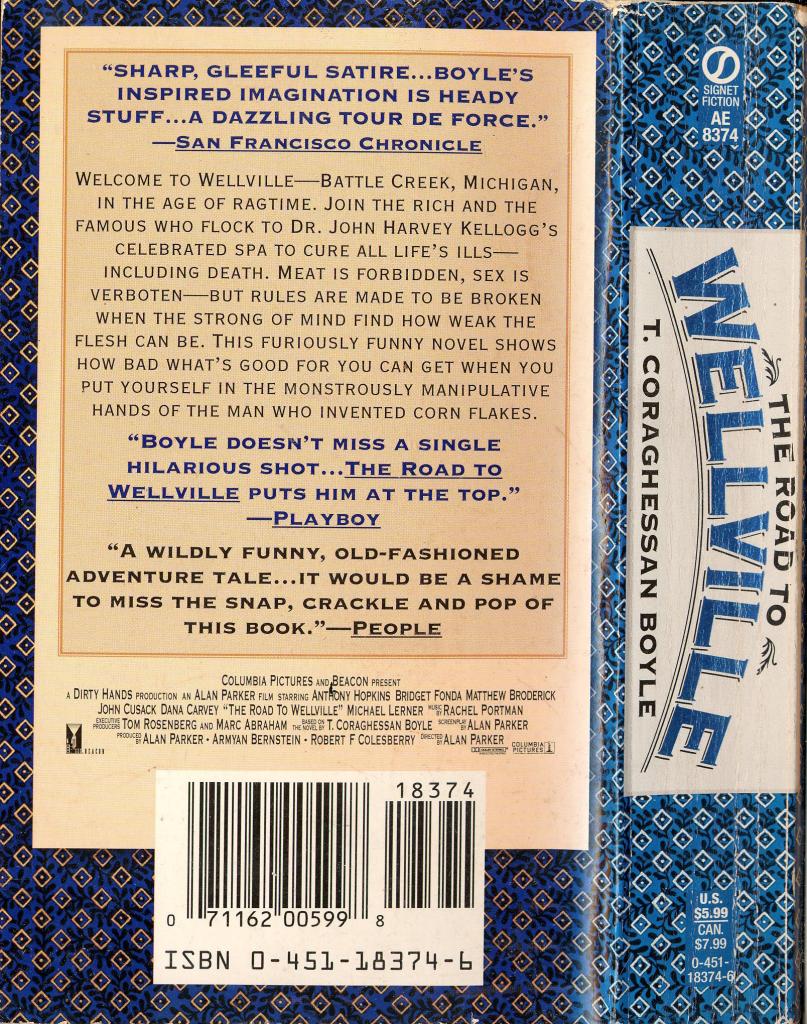 “SHARP, GLEEFUL SATIRE...BOYLE'S
INSPIRED IMAGINATION IS HEADY
STUFF...A DAZZLING TOUR DE FORCE.”
—SAN FRANCISCO CHRONICLE
WELCOME TO WELLVILLE—BATTLE CREEK, MICHIGAN,
IN THE AGE OF RAGTIME. JOIN THE RICH AND THE
FAMOUS WHO FLOCK TO DR. JOHN HARVEY KELLOGG'S
CELEBRATED SPA TO CURE ALL LIFE'S ILLS—
INCLUDING DEATH. MEAT IS FORBIDDEN, SEX IS
VERBOTEN—BUT RULES ARE MADE TO BE BROKEN
WHEN THE STRONG OF MIND FIND HOW WEAK THE
FLESH CAN BE. THIS FURIOUSLY FUNNY NOVEL SHOWS
HOW BAD WHAT'S GOOD FOR YOU CAN GET WHEN YOU
PUT YOURSELF IN THE MONSTROUSLY MANIPULATIVE
HANDS OF THE MAN WHO INVENTED CORN FLAKES.
“BOYLE DOESN'T MISS A SINGLE
HILARIOUS SHOT...THE ROAD TO
WELLVILLE PUTS HIM AT THE TOP.”
—PLAYBOY
“A WILDLY FUNNY, OLD-FASHIONED
ADVENTURE TALE...IT WOULD BE A SHAME
TO MISS THE SNAP, CRACKLE AND POP OF
THIS BOOK.”—PEOPLE
COLUMBIA PICTURES AND BEACON PRESENT
A DIRTY HANDS PRODUCTION AN ALAN PARKER FILM STARRING ANTHONY HOPKINS BRIDGET FONDA MATTHEW BRODERICK
JOHN CUSACK DANA CARVEY “THE ROAD TO WELLVILLE” MICHAEL LERNER MUSIC BY RACHEL PORTMAN
EXECUTIVE PRODUCERS TOM ROSENBERG AND MARC ABRAHAM BASED ON THE NOVEL BY T. CORAGHESSAN BOYLE SCREENPLAY BY ALAN PARKER
PRODUCED BY ALAN PARKER • ARMYAN BERNSTEIN • ROBERT F COLESBERRY DIRECTED BY ALAN PARKER
BEACON
COLUMBIA PICTURES
18374
0 71162 00599 8
ISBN 0-451-18374-6
SIGNET
FICTION
AE
8374
THE ROAD TO
WELLVILLE
T. CORAGHESSAN BOYLE
U.S.
$5.99
CAN.
$7.99
0-451-
18374-6